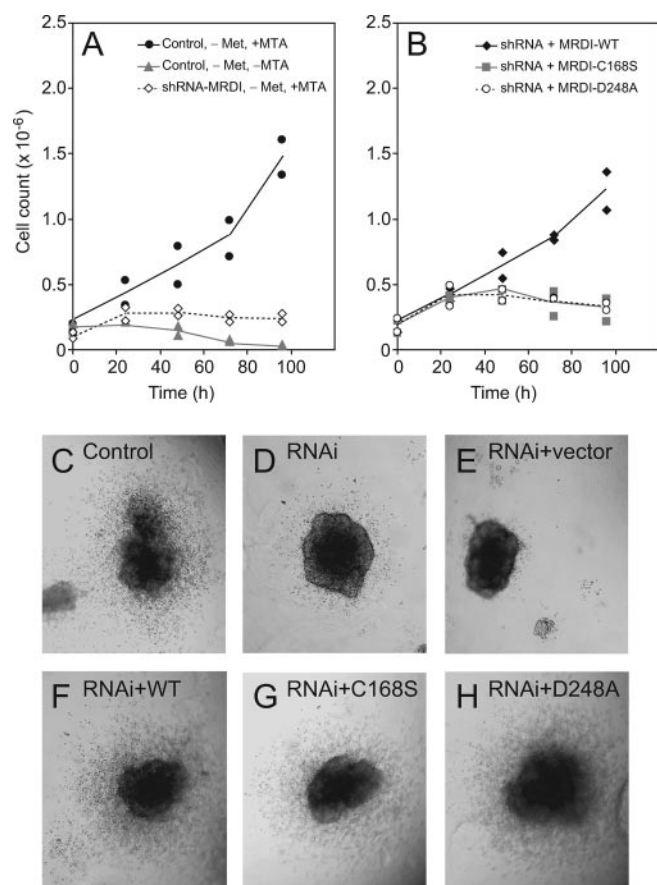 A
Control, – Met, +MTA
Control, – Met, –MTA
shRNA-MRDI, – Met, +MTA
B
shRNA + MRDI-WT
shRNA + MRDI-C168S
shRNA + MRDI-D248A
Cell count (x 10⁻⁶)
2.5
2.0
1.5
1.0
0.5
0
0 20 40 60 80 100
Time (h)
2.5
2.0
1.5
1.0
0.5
0
0 20 40 60 80 100
Time (h)
C Control
D RNAi
E RNAi+vector
F RNAi+WT
G RNAi+C168S
H RNAi+D248A